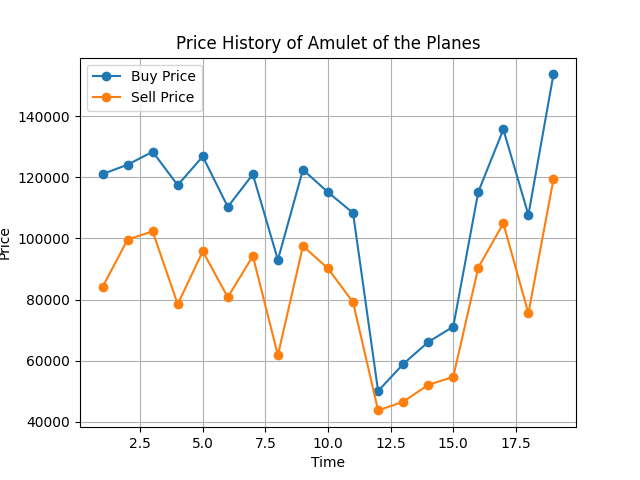 Price History of Amulet of the Planes
Buy Price
Sell Price
140000
120000
100000
80000
60000
40000
Price
2.5 5.0 7.5 10.0 12.5 15.0 17.5
Time